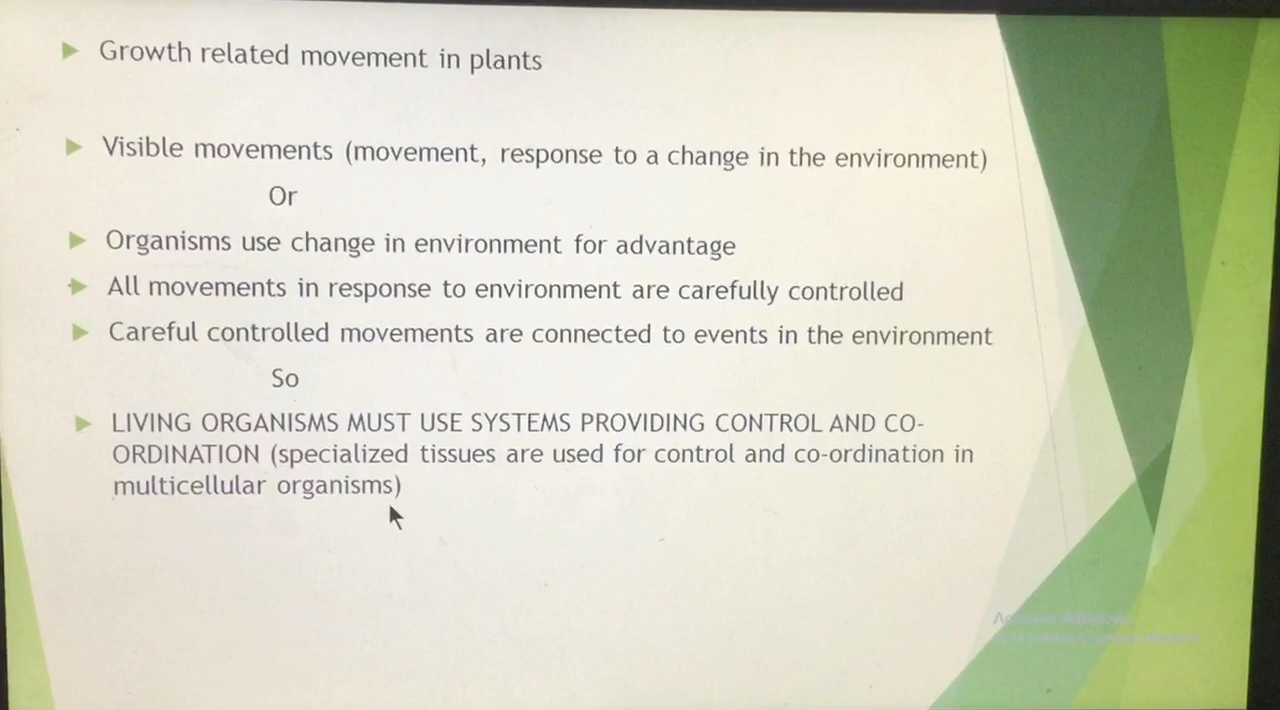 Growth related movement in plants
Visible movements (movement, response to a change in the environment)
Or
Organisms use change in environment for advantage
All movements in response to environment are carefully controlled
Careful controlled movements are connected to events in the environment
So
LIVING ORGANISMS MUST USE SYSTEMS PROVIDING CONTROL AND CO-
ORDINATION (specialized tissues are used for control and co-ordination in
multicellular organisms)